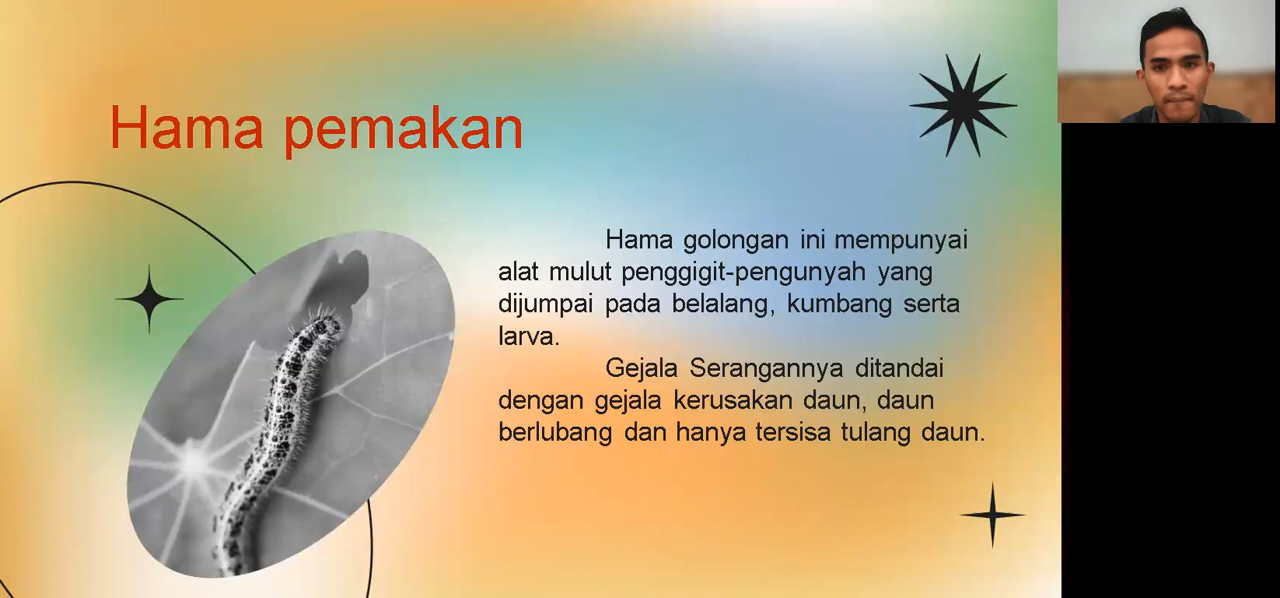 Hama pemakan
Hama golongan ini mempunyai
alat mulut penggigit-pengunyah yang
dijumpai pada belalang, kumbang serta
larva.
Gejala Serangannya ditandai
dengan gejala kerusakan daun, daun
berlubang dan hanya tersisa tulang daun.